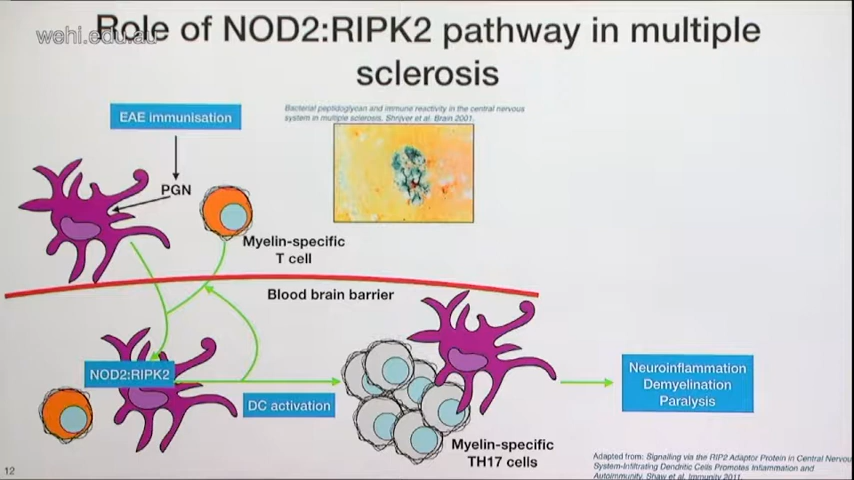 wehi.edu.au
Role of NOD2:RIPK2 pathway in multiple
sclerosis
EAE immunisation
Bacterial peptidoglycan and immune reactivity in the central nervous
system in multiple sclerosis. Shrijver et al. Brain 2001.
PGN
Myelin-specific
T cell
Blood brain barrier
NOD2:RIPK2
DC activation
Neuroinflammation
Demyelination
Paralysis
Myelin-specific
TH17 cells
Adapted from: Signalling via the RIP2 Adaptor Protein in Central Nervous
System-Infiltrating Dendritic Cells Promotes Inflammation and
Autoimmunity. Shaw et al. Immunity 2011.
12